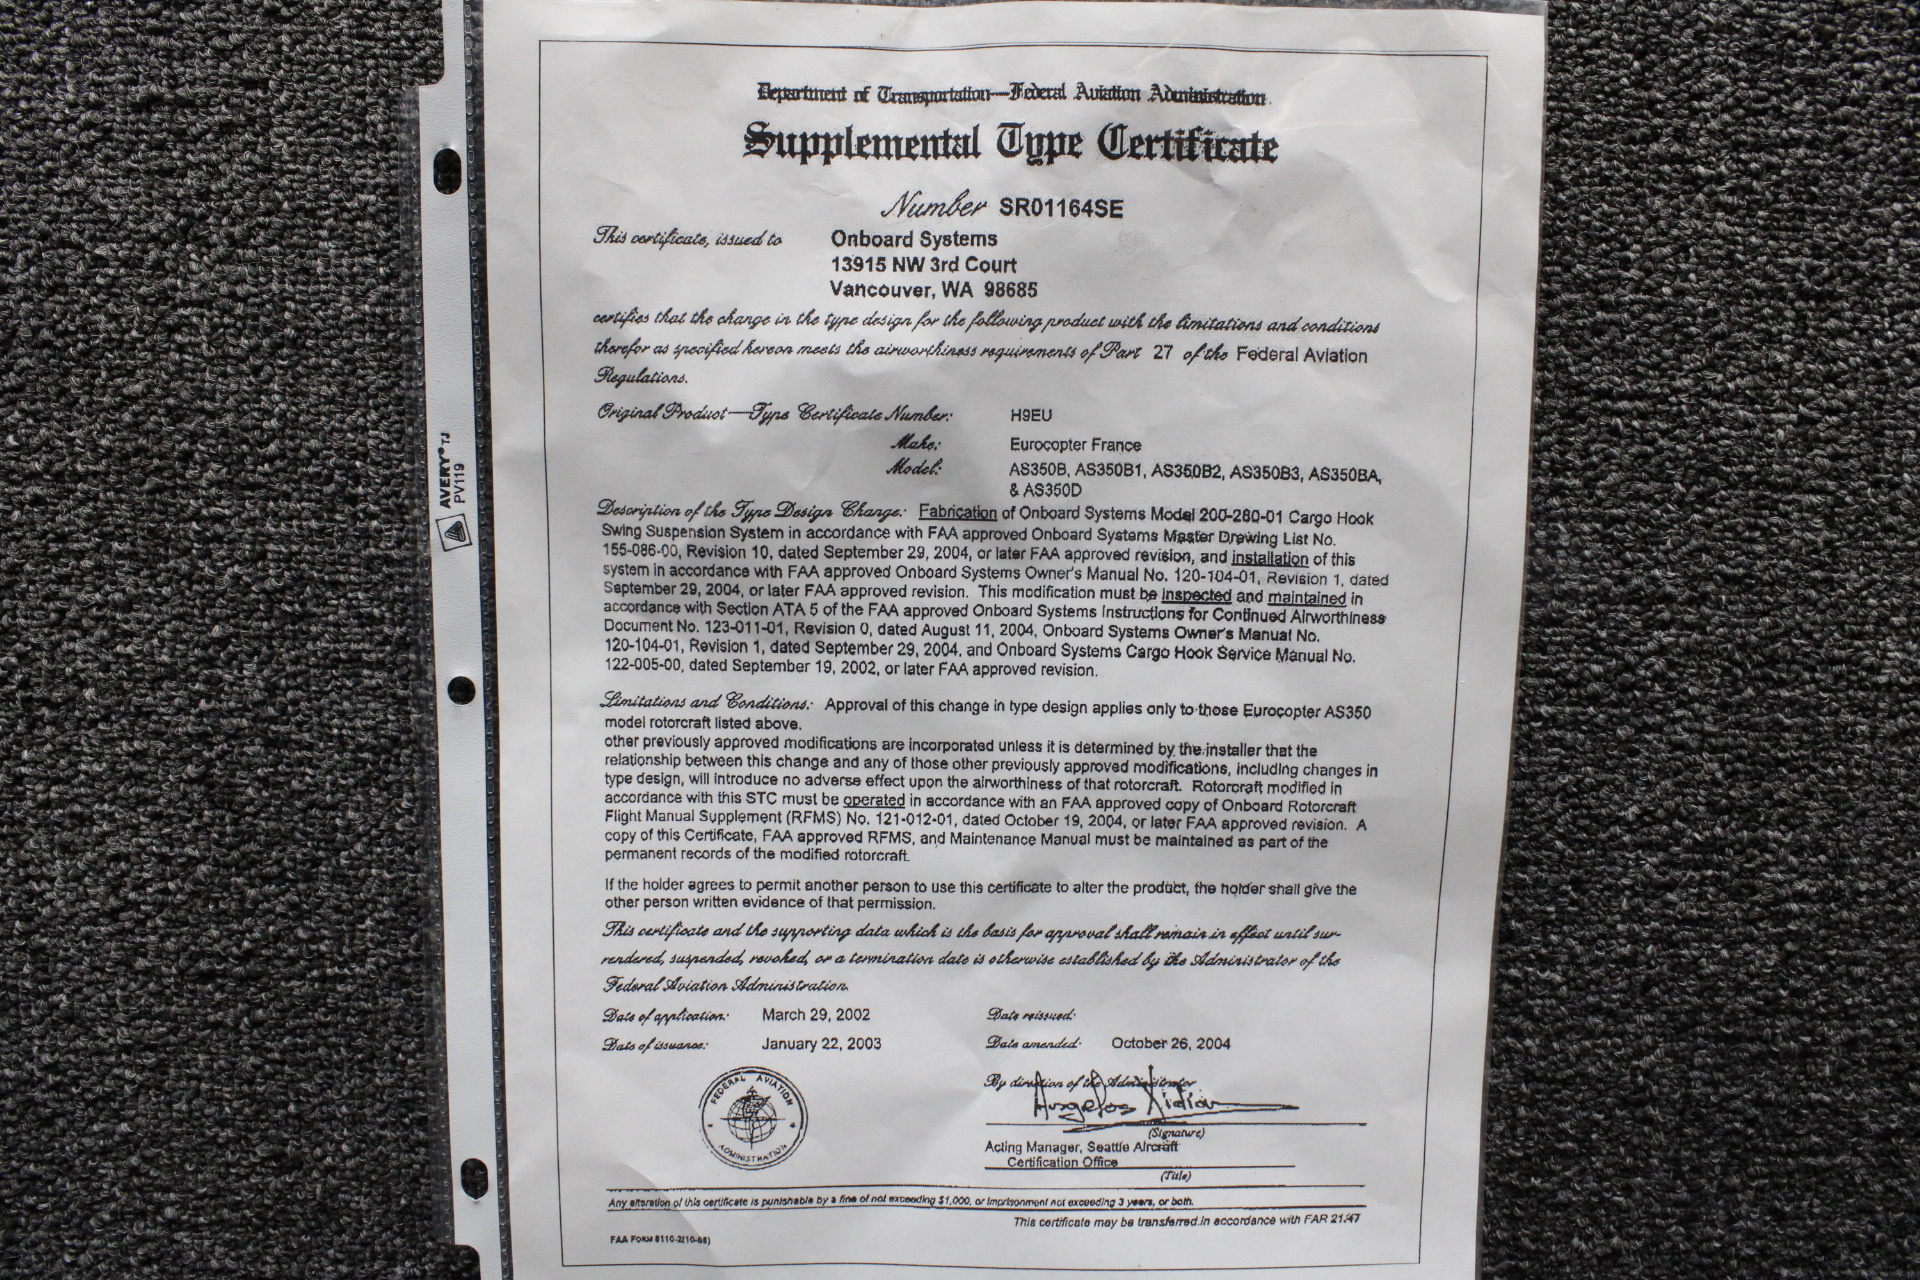 Department of Transportation—Federal Aviation Administration
Supplemental Type Certificate
Number SR01164SE
This certificate, issued to Onboard Systems
13915 NW 3rd Court
Vancouver, WA 98685
certifies that the change in the type design for the following product with the limitations and conditions
therefor as specified hereon meets the airworthiness requirements of Part 27 of the Federal Aviation
Regulations.
Original Product—Type Certificate Number: H9EU
Make: Eurocopter France
Model: AS350B, AS350B1, AS350B2, AS350B3, AS350BA,
& AS350D
Description of the Type Design Change: Fabrication of Onboard Systems Model 200-280-01 Cargo Hook
Swing Suspension System in accordance with FAA approved Onboard Systems Master Drawing List No.
155-086-00, Revision 10, dated September 29, 2004, or later FAA approved revision, and installation of this
system in accordance with FAA approved Onboard Systems Owner's Manual No. 120-104-01, Revision 1, dated
September 29, 2004, or later FAA approved revision. This modification must be inspected and maintained in
accordance with Section ATA 5 of the FAA approved Onboard Systems Instructions for Continued Airworthiness
Document No. 123-011-01, Revision 0, dated August 11, 2004, Onboard Systems Owner's Manual No.
120-104-01, Revision 1, dated September 29, 2004, and Onboard Systems Cargo Hook Service Manual No.
122-005-00, dated September 19, 2002, or later FAA approved revision.
Limitations and Conditions: Approval of this change in type design applies only to those Eurocopter AS350
model rotorcraft listed above.
other previously approved modifications are incorporated unless it is determined by the installer that the
relationship between this change and any of those other previously approved modifications, including changes in
type design, will introduce no adverse effect upon the airworthiness of that rotorcraft. Rotorcraft modified in
accordance with this STC must be operated in accordance with an FAA approved copy of Onboard Rotorcraft
Flight Manual Supplement (RFMS) No. 121-012-01, dated October 19, 2004, or later FAA approved revision. A
copy of this Certificate, FAA approved RFMS, and Maintenance Manual must be maintained as part of the
permanent records of the modified rotorcraft.
If the holder agrees to permit another person to use this certificate to alter the product, the holder shall give the
other person written evidence of that permission.
This certificate and the supporting data which is the basis for approval shall remain in effect until sur-
rendered, suspended, revoked, or a termination date is otherwise established by the Administrator of the
Federal Aviation Administration.
Date of application: March 29, 2002 Date reissued:
Date of issuance: January 22, 2003 Date amended: October 26, 2004
By direction of the Administrator
FEDERAL AVIATION ADMINISTRATION
(Signature)
Acting Manager, Seattle Aircraft
Certification Office
(Title)
Any alteration of this certificate is punishable by a fine of not exceeding $1,000, or imprisonment not exceeding 3 years, or both.
This certificate may be transferred in accordance with FAR 21.47
FAA FORM 8110-2(10-68)
AVERY® TJ
PV119